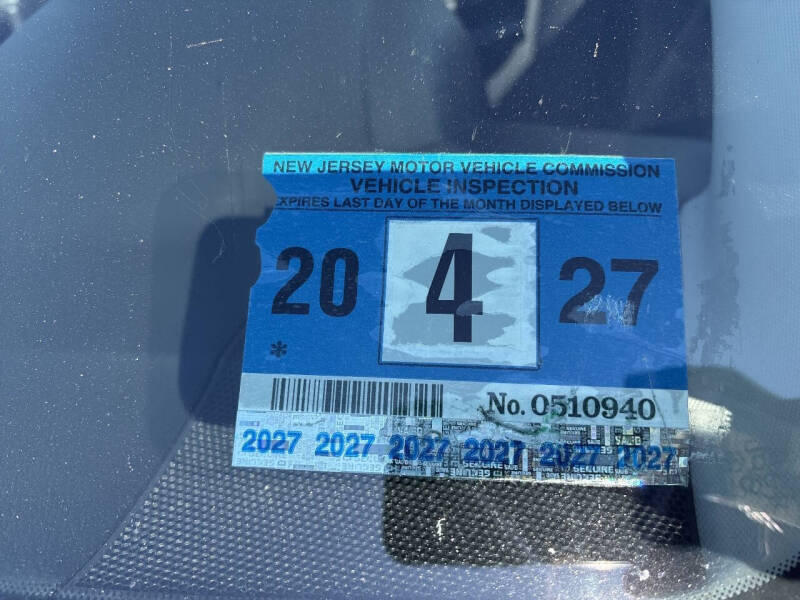 NEW JERSEY MOTOR VEHICLE COMMISSION
VEHICLE INSPECTION
EXPIRES LAST DAY OF THE MONTH DISPLAYED BELOW
20 4 27
*
No. 0510940
2027 2027 2027 2027 2027 2027
SECURE